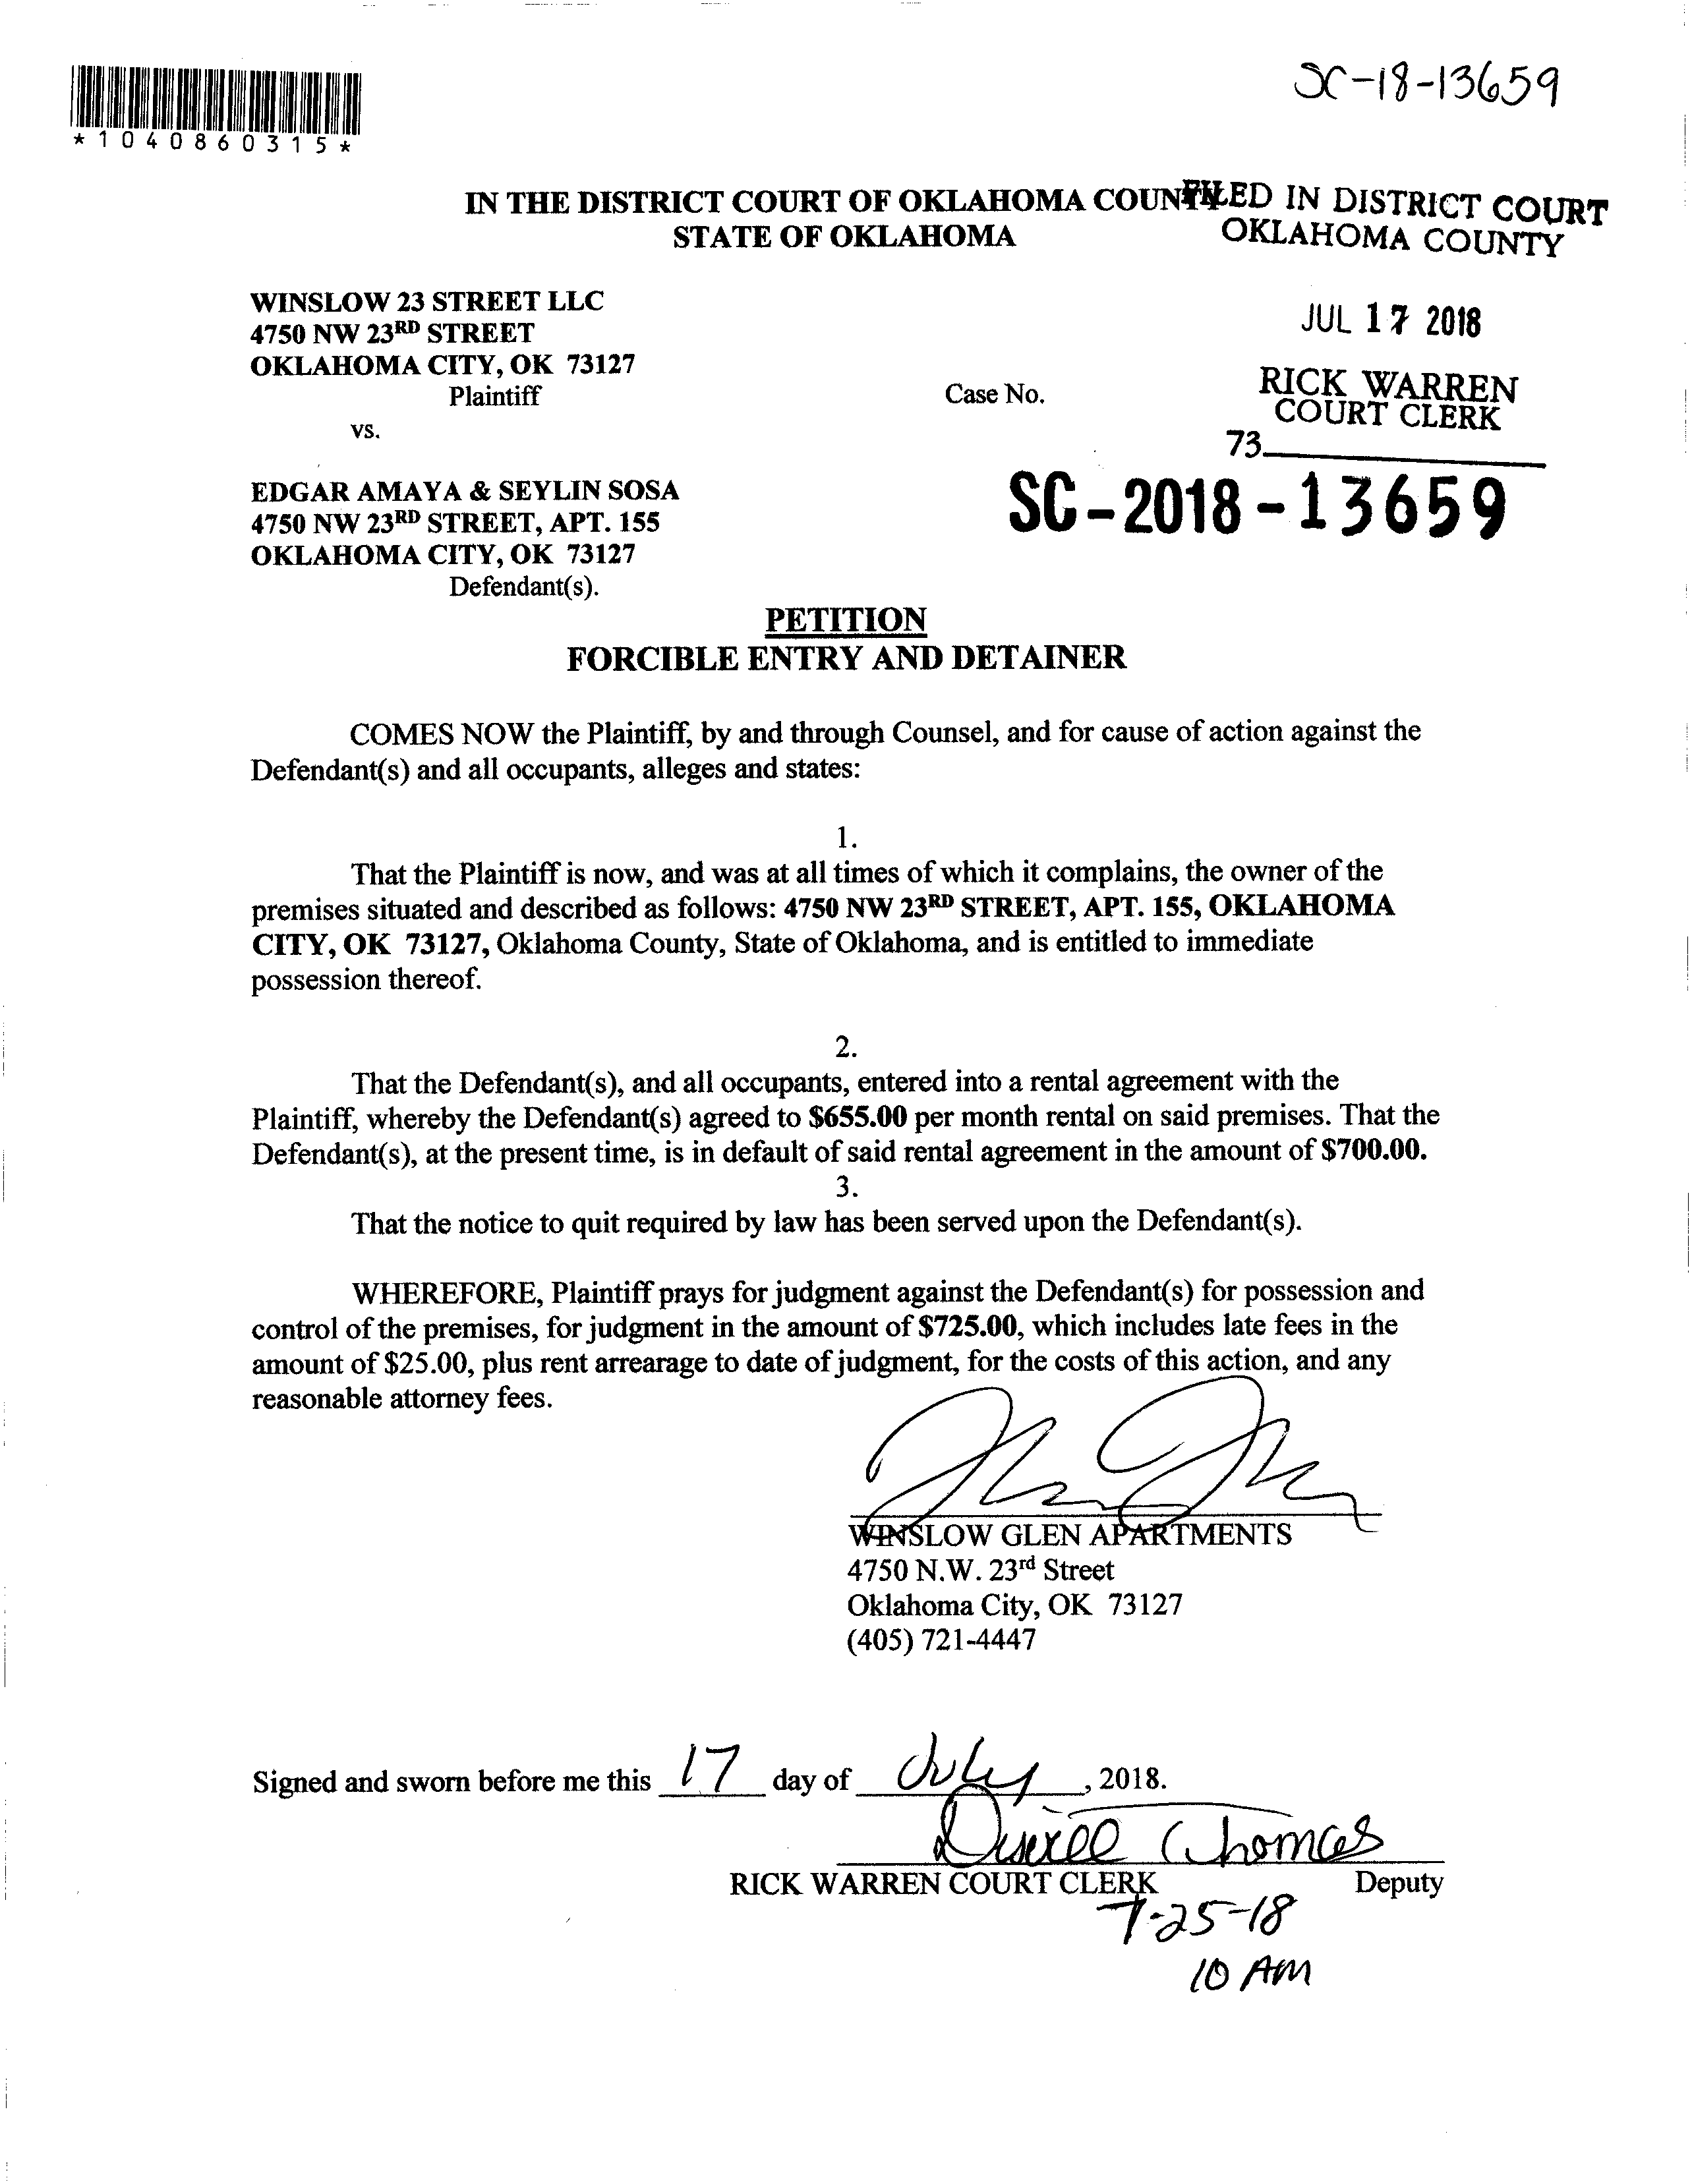 SC-18-13659
*1040860315*
IN THE DISTRICT COURT OF OKLAHOMA COUNTY
STATE OF OKLAHOMA
FILED IN DISTRICT COURT
OKLAHOMA COUNTY
JUL 17 2018
RICK WARREN
COURT CLERK
73
WINSLOW 23 STREET LLC
4750 NW 23RD STREET
OKLAHOMA CITY, OK 73127
Plaintiff
Case No.
vs.
SC-2018-13659
EDGAR AMAYA & SEYLIN SOSA
4750 NW 23RD STREET, APT. 155
OKLAHOMA CITY, OK 73127
Defendant(s).
PETITION
FORCIBLE ENTRY AND DETAINER
COMES NOW the Plaintiff, by and through Counsel, and for cause of action against the
Defendant(s) and all occupants, alleges and states:
1.
That the Plaintiff is now, and was at all times of which it complains, the owner of the
premises situated and described as follows: 4750 NW 23RD STREET, APT. 155, OKLAHOMA
CITY, OK 73127, Oklahoma County, State of Oklahoma, and is entitled to immediate
possession thereof.
2.
That the Defendant(s), and all occupants, entered into a rental agreement with the
Plaintiff, whereby the Defendant(s) agreed to $655.00 per month rental on said premises. That the
Defendant(s), at the present time, is in default of said rental agreement in the amount of $700.00.
3.
That the notice to quit required by law has been served upon the Defendant(s).
WHEREFORE, Plaintiff prays for judgment against the Defendant(s) for possession and
control of the premises, for judgment in the amount of $725.00, which includes late fees in the
amount of $25.00, plus rent arrearage to date of judgment, for the costs of this action, and any
reasonable attorney fees.
WINSLOW GLEN APARTMENTS
4750 N.W. 23rd Street
Oklahoma City, OK 73127
(405) 721-4447
Signed and sworn before me this 17 day of July, 2018.
Thomas
RICK WARREN COURT CLERK Deputy
7-25-18
10 AM